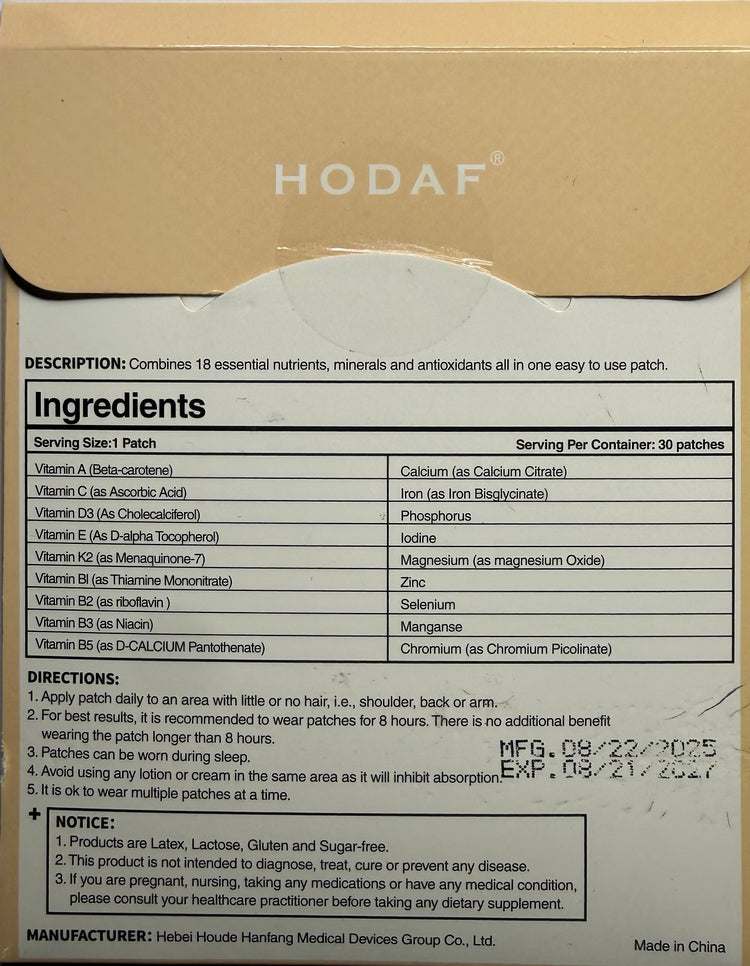 HODAF®
DESCRIPTION: Combines 18 essential nutrients, minerals and antioxidants all in one easy to use patch.
Ingredients
Serving Size:1 Patch
Serving Per Container: 30 patches
Vitamin A (Beta-carotene)
Vitamin C (as Ascorbic Acid)
Vitamin D3 (As Cholecalciferol)
Vitamin E (As D-alpha Tocopherol)
Vitamin K2 (as Menaquinone-7)
Vitamin Bl (as Thiamine Mononitrate)
Vitamin B2 (as riboflavin )
Vitamin B3 (as Niacin)
Vitamin B5 (as D-CALCIUM Pantothenate)
Calcium (as Calcium Citrate)
Iron (as Iron Bisglycinate)
Phosphorus
Iodine
Magnesium (as magnesium Oxide)
Zinc
Selenium
Manganse
Chromium (as Chromium Picolinate)
DIRECTIONS:
1. Apply patch daily to an area with little or no hair, i.e., shoulder, back or arm.
2. For best results, it is recommended to wear patches for 8 hours. There is no additional benefit
wearing the patch longer than 8 hours.
3. Patches can be worn during sleep.
4. Avoid using any lotion or cream in the same area as it will inhibit absorption.
5. It is ok to wear multiple patches at a time.
MFG. 08/22/2025
EXP. 08/21/2027
+
NOTICE:
1. Products are Latex, Lactose, Gluten and Sugar-free.
2. This product is not intended to diagnose, treat, cure or prevent any disease.
3. If you are pregnant, nursing, taking any medications or have any medical condition,
please consult your healthcare practitioner before taking any dietary supplement.
MANUFACTURER: Hebei Houde Hanfang Medical Devices Group Co., Ltd.
Made in China